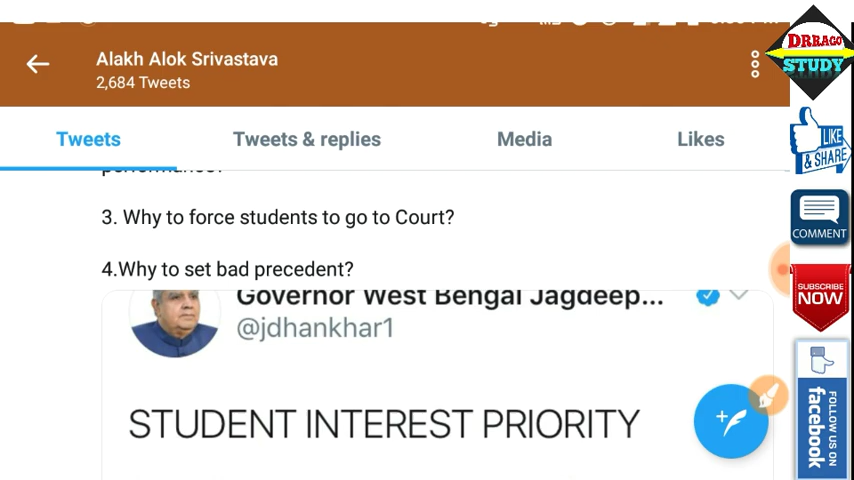 DRRAGO
STUDY
Alakh Alok Srivastava
2,684 Tweets
Tweets
Tweets & replies
Media
Likes
LIKE
& SHARE
performance?
3. Why to force students to go to Court?
COMMENT
4.Why to set bad precedent?
Governor West Bengal Jagdeep...
@jdhankhar1
SUBSCRIBE
NOW
STUDENT INTEREST PRIORITY
FOLLOW US ON
facebook